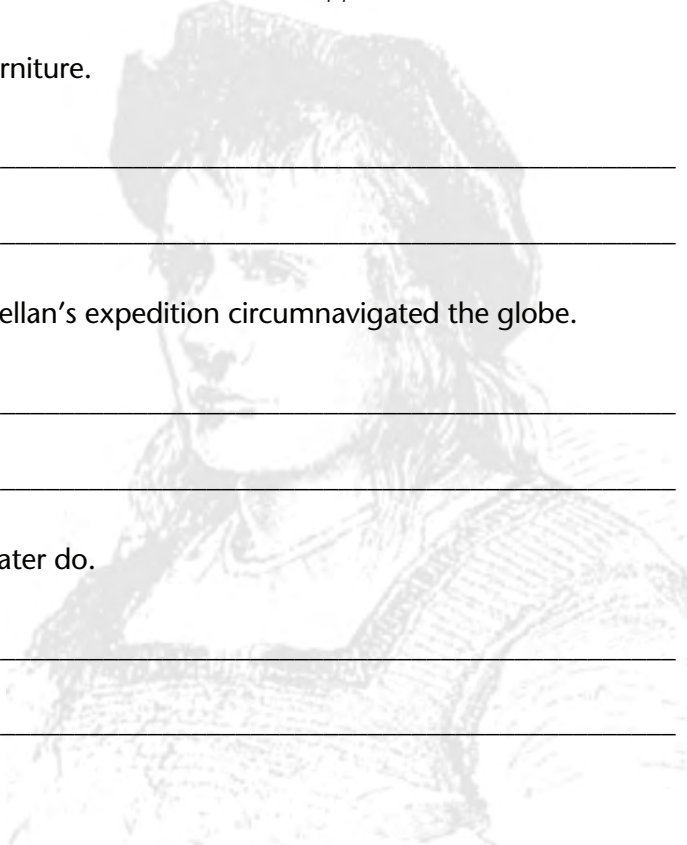 rniture.
ellan’s expedition circumnavigated the globe.
ater do.